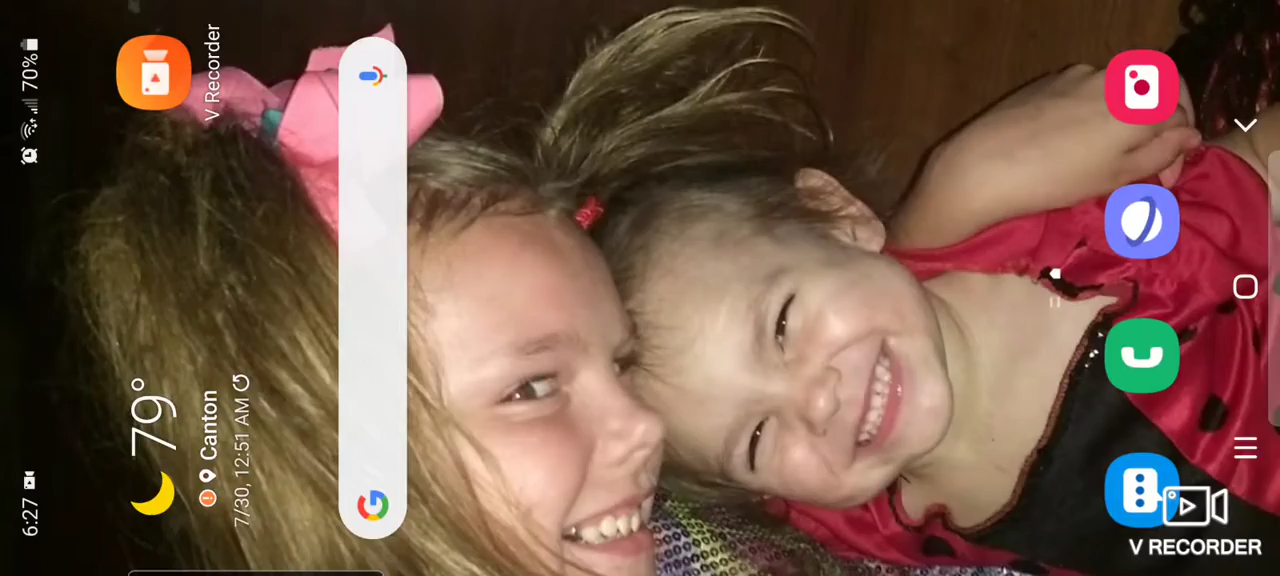 6:27
70%
79°
Canton
7/30, 12:51 AM
V Recorder
G
V RECORDER